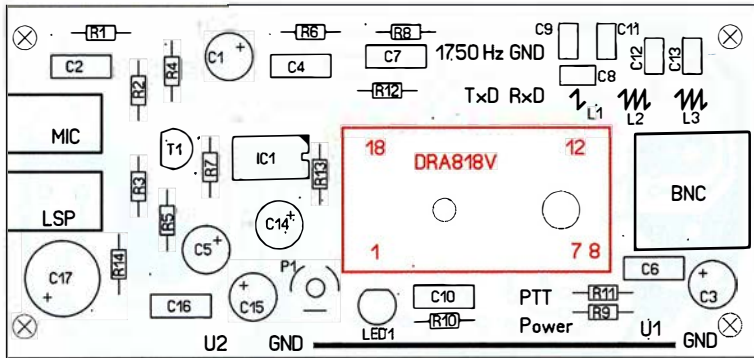 R1
R6
R8
C9
C11
C2
R4
C1
+
C4
C7
1750 Hz GND
C12
C13
C8
R2
R12
TxD RxD
L1
L2
L3
MIC
T1
R7
IC1
R13
18
DRA818V
12
BNC
R3
LSP
R5
C14
+
1
7 8
C17
+
R14
C5
+
P1
C15
+
C16
LED1
C10
R10
PTT
Power
R11
R9
C6
C3
+
U2
GND
U1
GND